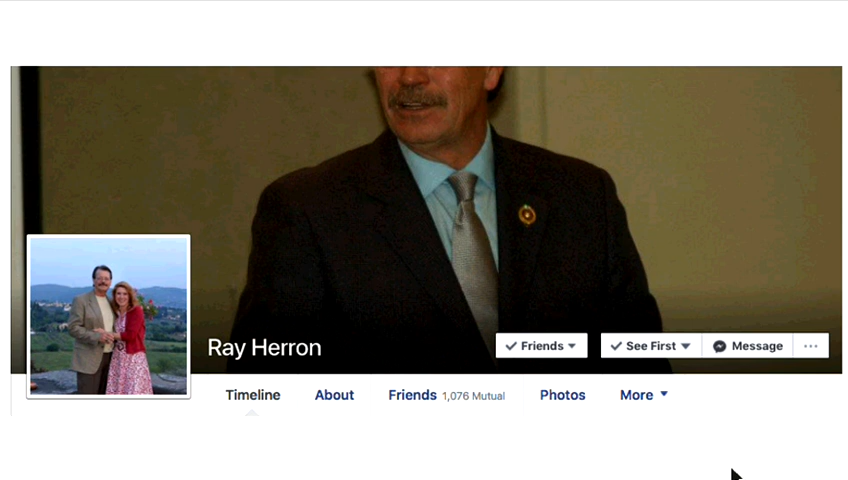 Ray Herron
Friends
See First
Message
...
Timeline
About
Friends 1,076 Mutual
Photos
More